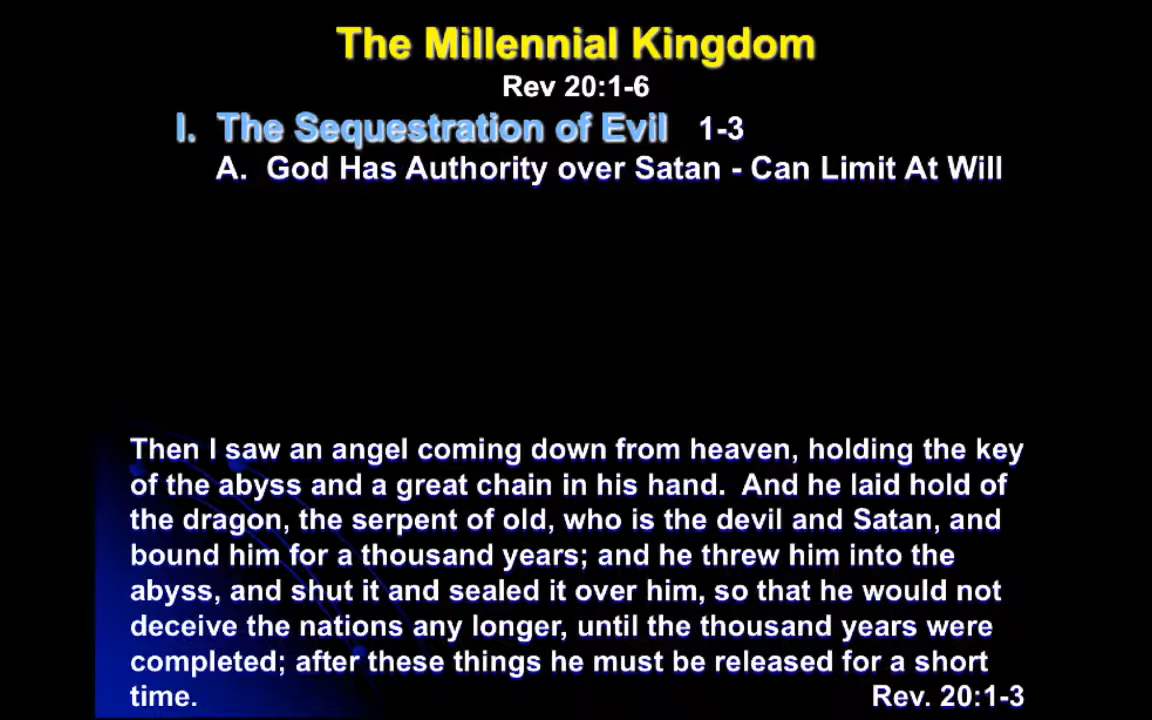 The Millennial Kingdom
Rev 20:1-6
I. The Sequestration of Evil 1-3
A. God Has Authority over Satan - Can Limit At Will
Then I saw an angel coming down from heaven, holding the key
of the abyss and a great chain in his hand. And he laid hold of
the dragon, the serpent of old, who is the devil and Satan, and
bound him for a thousand years; and he threw him into the
abyss, and shut it and sealed it over him, so that he would not
deceive the nations any longer, until the thousand years were
completed; after these things he must be released for a short
time. Rev. 20:1-3